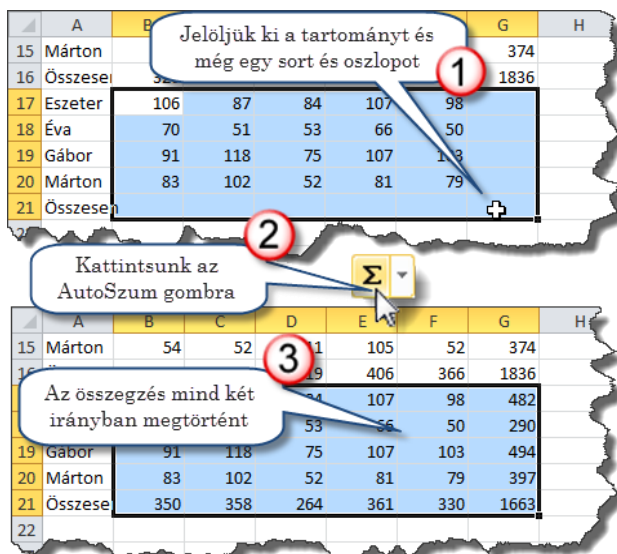 A B G H
Jelöljük ki a tartományt és
még egy sort és oszlopot
1
15 Márton 374
16 Összese 1836
17 Eszeter 106 87 84 107 98
18 Éva 70 51 53 66 50
19 Gábor 91 118 75 107
20 Márton 83 102 52 81 79
21 Összesen
2
Kattintsunk az
AutoSzum gombra
Σ
A B C D E F G H
15 Márton 54 52 105 52 374
3
406 366 1836
Az összegzés mind két
irányban megtörtént
107 98 482
53 66 50 290
19 Gábor 91 118 75 107 103 494
20 Márton 83 102 52 81 79 397
21 Összese 350 358 264 361 330 1663
22